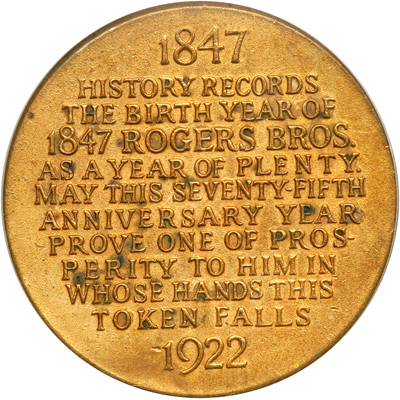 1847
HISTORY RECORDS
THE BIRTH YEAR OF
1847 ROGERS BROS.
AS A YEAR OF PLENTY.
MAY THIS SEVENTY-FIFTH
ANNIVERSARY YEAR
PROVE ONE OF PROS-
PERITY TO HIM IN
WHOSE HANDS THIS
TOKEN FALLS
1922